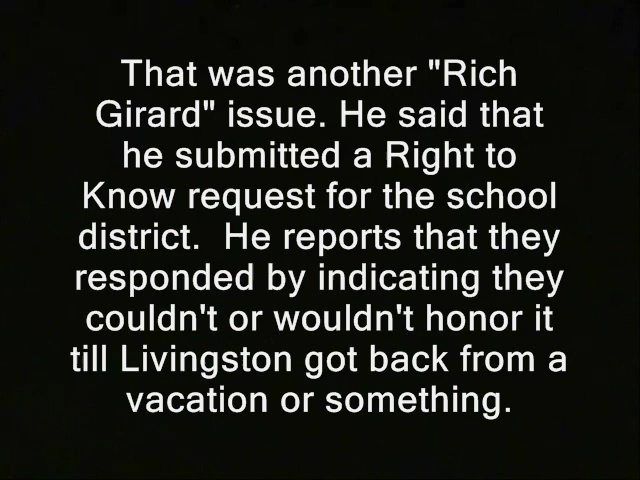 That was another "Rich
Girard" issue. He said that
he submitted a Right to
Know request for the school
district.  He reports that they
responded by indicating they
couldn't or wouldn't honor it
till Livingston got back from a
vacation or something.